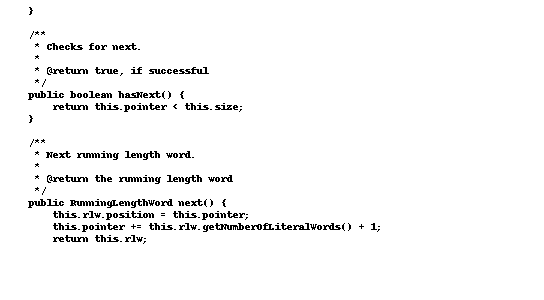 }
/**
* Checks for next.
*
* @return true, if successful
*/
public boolean hasNext() {
return this.pointer < this.size;
}
/**
* Next running length word.
*
* @return the running length word
*/
public RunningLengthWord next() {
this.rlw.position = this.pointer;
this.pointer += this.rlw.getNumberOfLiteralWords() + 1;
return this.rlw;